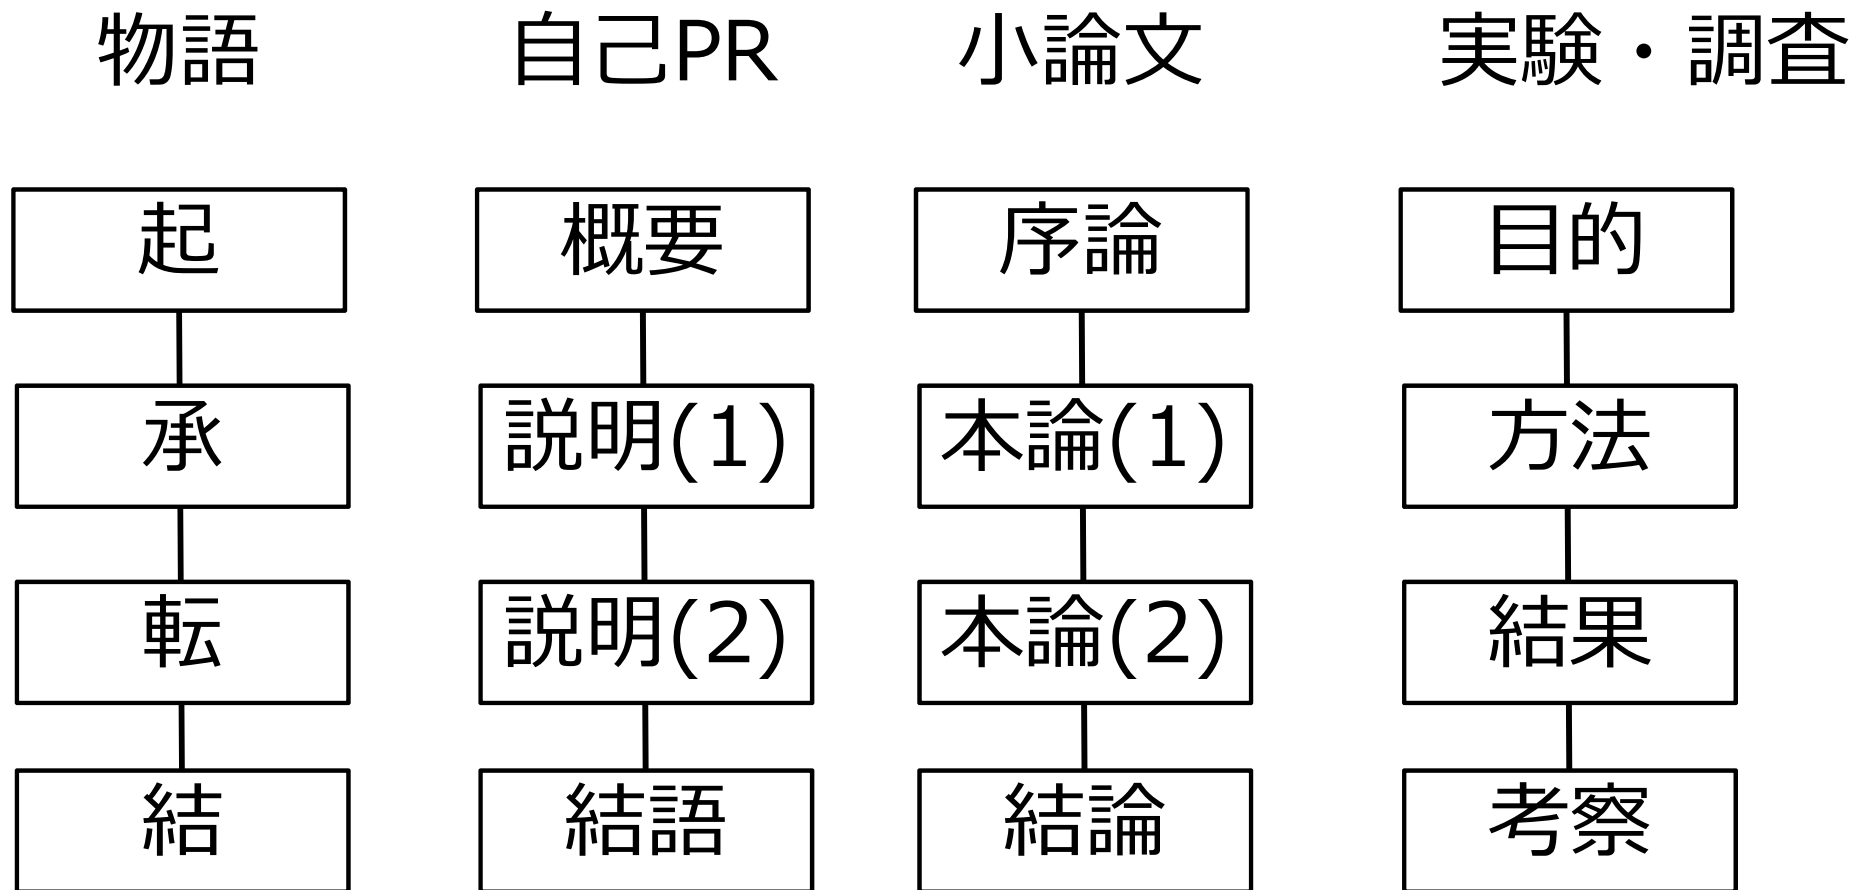 物語 自己PR 小論文 実験・調査
起 概要 序論 目的
承 説明(1) 本論(1) 方法
転 説明(2) 本論(2) 結果
結 結語 結論 考察